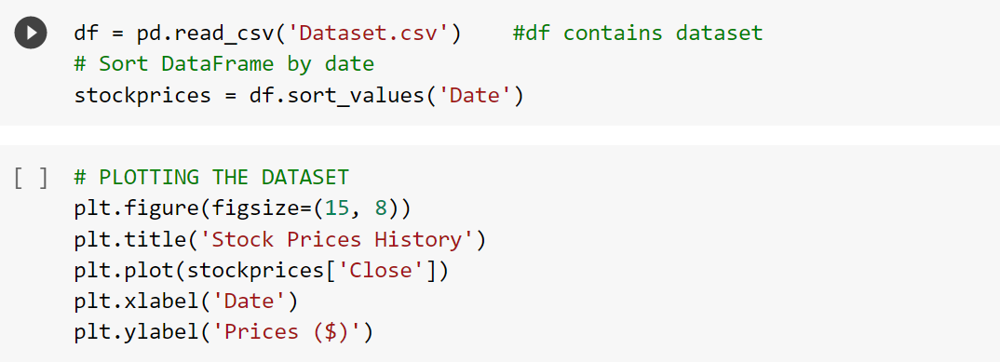 df = pd.read_csv('Dataset.csv')    #df contains dataset
# Sort DataFrame by date
stockprices = df.sort_values('Date')
[ ] # PLOTTING THE DATASET
plt.figure(figsize=(15, 8))
plt.title('Stock Prices History')
plt.plot(stockprices['Close'])
plt.xlabel('Date')
plt.ylabel('Prices ($)')